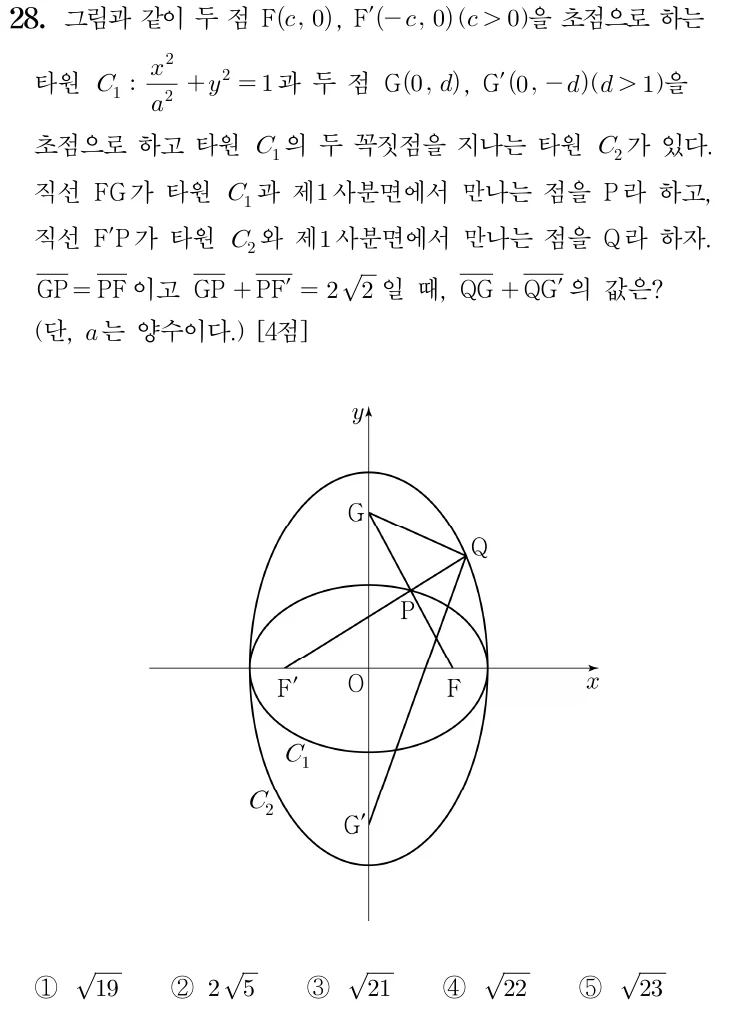 28. 그림과 같이 두 점 F(c, 0), F′(−c, 0)(c > 0)을 초점으로 하는
타원 C₁ : x²/a² + y² = 1과 두 점 G(0, d), G′(0, −d)(d > 1)을
초점으로 하고 타원 C₁의 두 꼭짓점을 지나는 타원 C₂가 있다.
직선 FG가 타원 C₁과 제1사분면에서 만나는 점을 P라 하고,
직선 F′P가 타원 C₂와 제1사분면에서 만나는 점을 Q라 하자.
G̅P̅ = P̅F̅ 이고 G̅P̅ + P̅F̅′ = 2√2 일 때, Q̅G̅ + Q̅G̅′ 의 값은?
(단, a는 양수이다.) [4점]
y
G
Q
P
F′
O
F
x
C₁
C₂
G′
① √19 ② 2√5 ③ √21 ④ √22 ⑤ √23